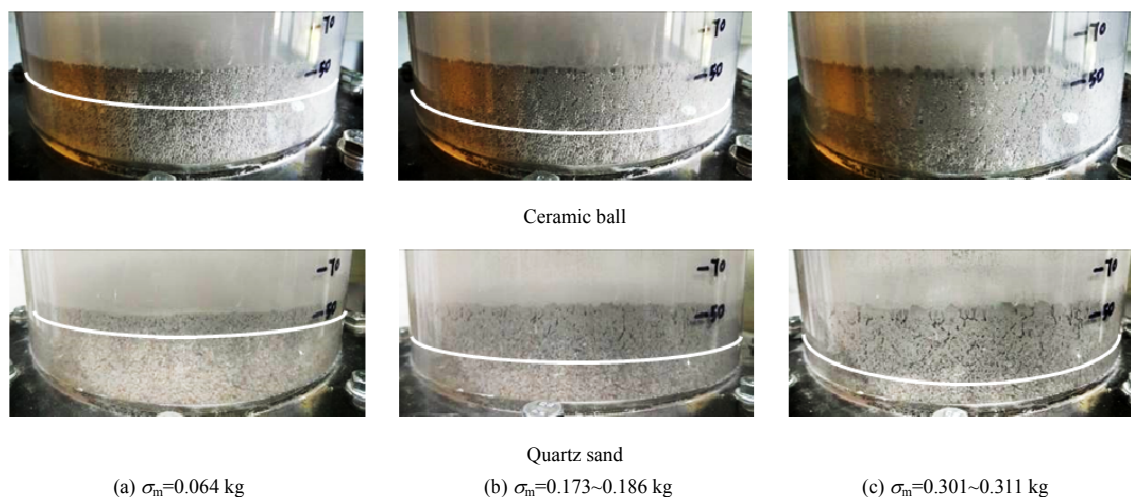 70
50
70
50
70
50
Ceramic ball
-70
-50
-70
-50
-70
-50
Quartz sand
(a) σm=0.064 kg
(b) σm=0.173~0.186 kg
(c) σm=0.301~0.311 kg